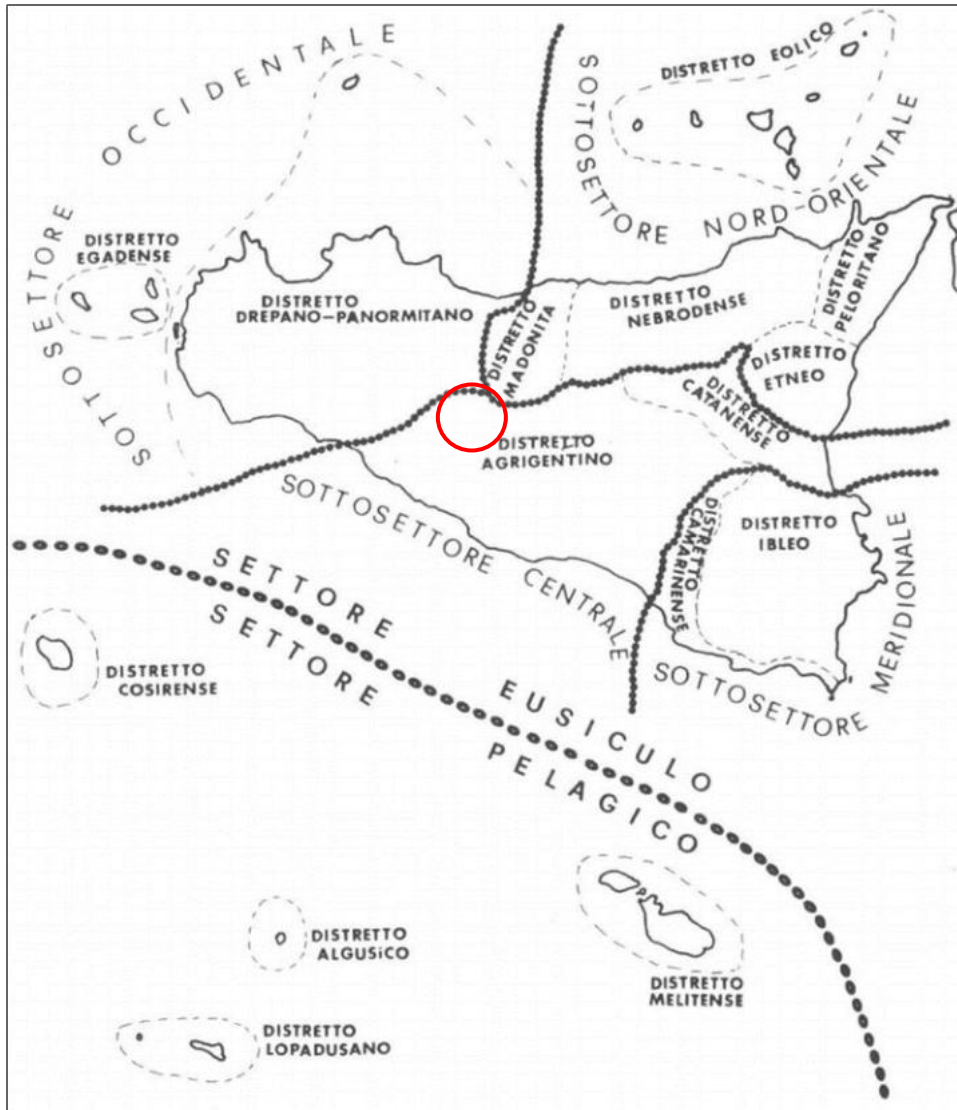 SOTTOSETTORE OCCIDENTALE
DISTRETTO EOLICO
SOTTOSETTORE NORD-ORIENTALE
DISTRETTO
EGADENSE
DISTRETTO
DREPANO-PANORMITANO
DISTRETTO
MADONITA
DISTRETTO
NEBRODENSE
DISTRETTO
PELORITANO
DISTRETTO
ETNEO
DISTRETTO
CATANENSE
DISTRETTO
AGRIGENTINO
SOTTOSETTORE CENTRALE
DISTRETTO
CAMARINENSE
DISTRETTO
IBLEO
SOTTOSETTORE MERIDIONALE
SETTORE EUSICULO
SETTORE PELAGICO
DISTRETTO
COSIRENSE
DISTRETTO
ALGUSiCO
DISTRETTO
MELITENSE
DISTRETTO
LOPADUSANO